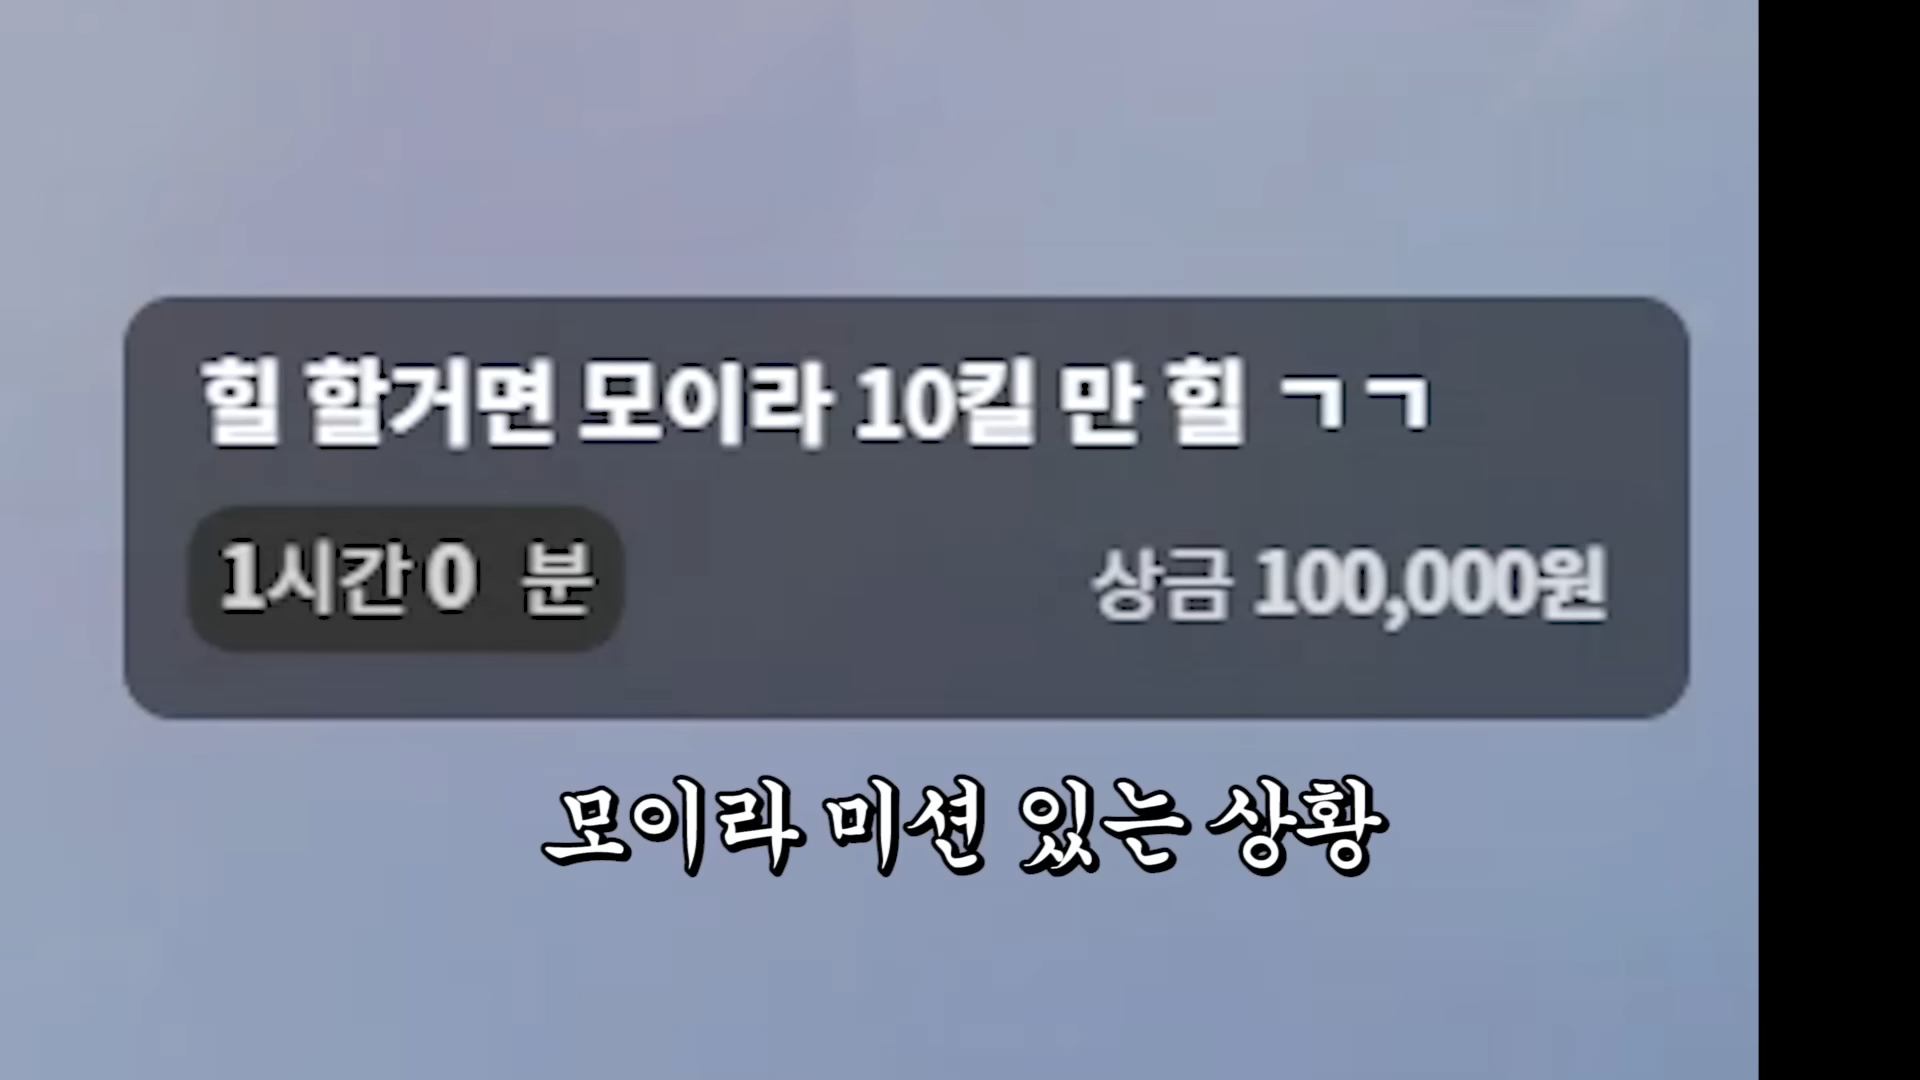 힐 할거면 모이라 10킬 만 힐 ㄱㄱ
1시간 0 분
상금 100,000원
모이라 미션 있는 상황